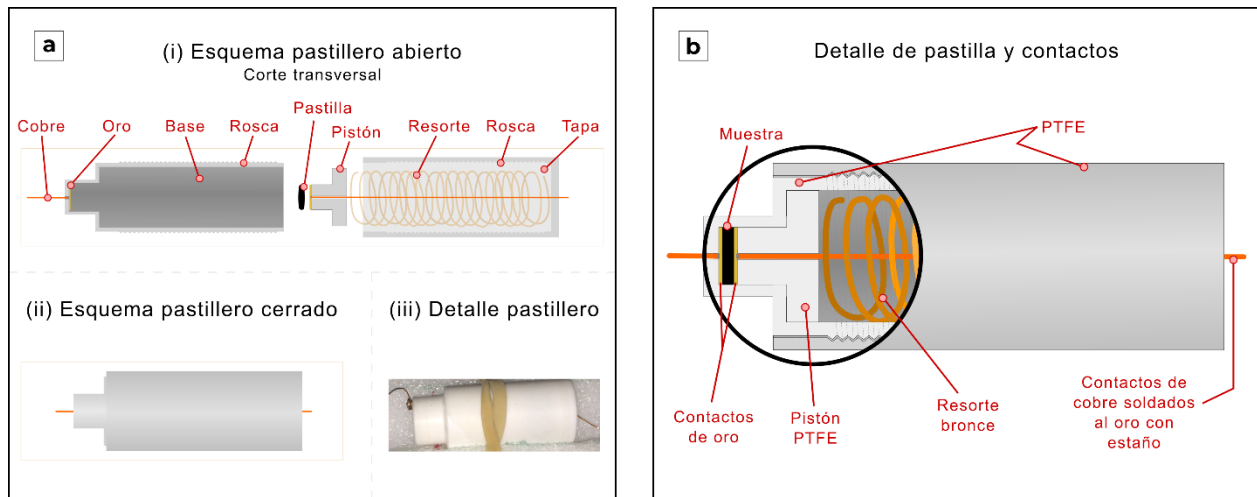 a
(i) Esquema pastillero abierto
Corte transversal
Cobre
Oro
Base
Rosca
Pastilla
Pistón
Resorte
Rosca
Tapa
(ii) Esquema pastillero cerrado
(iii) Detalle pastillero
b
Detalle de pastilla y contactos
Muestra
PTFE
Contactos
de oro
Pistón
PTFE
Resorte
bronce
Contactos de
cobre soldados
al oro con
estaño